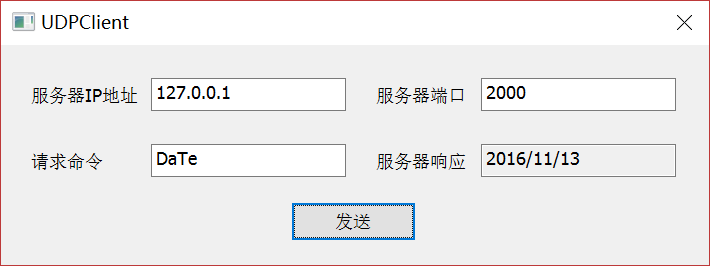 UDPClient
服务器IP地址 127.0.0.1 服务器端口 2000
请求命令 DaTe 服务器响应 2016/11/13
发送